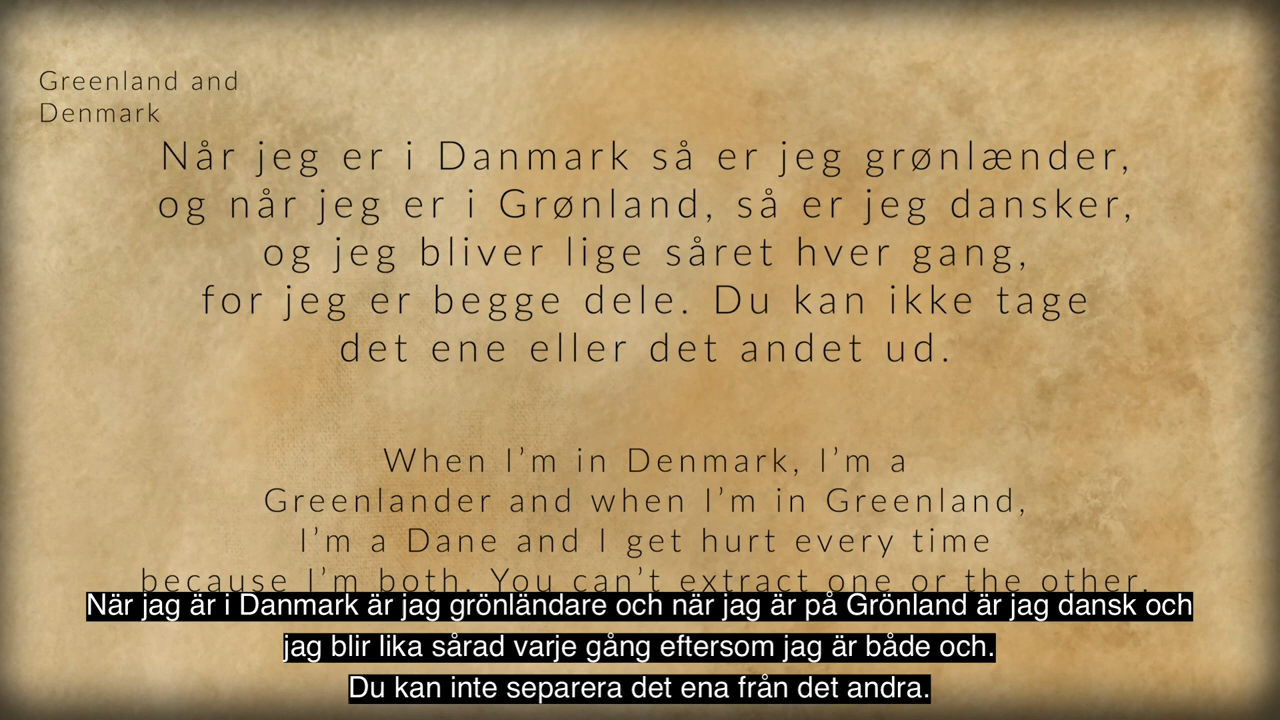 Greenland and
Denmark
Når jeg er i Danmark så er jeg grønlænder,
og når jeg er i Grønland, så er jeg dansker,
og jeg bliver lige såret hver gang,
for jeg er begge dele. Du kan ikke tage
det ene eller det andet ud.
When I’m in Denmark, I’m a
Greenlander and when I’m in Greenland,
I’m a Dane and I get hurt every time
because I’m both. You can’t extract one or the other.
När jag är i Danmark är jag grönländare och när jag är på Grönland är jag dansk och
jag blir lika sårad varje gång eftersom jag är både och.
Du kan inte separera det ena från det andra.